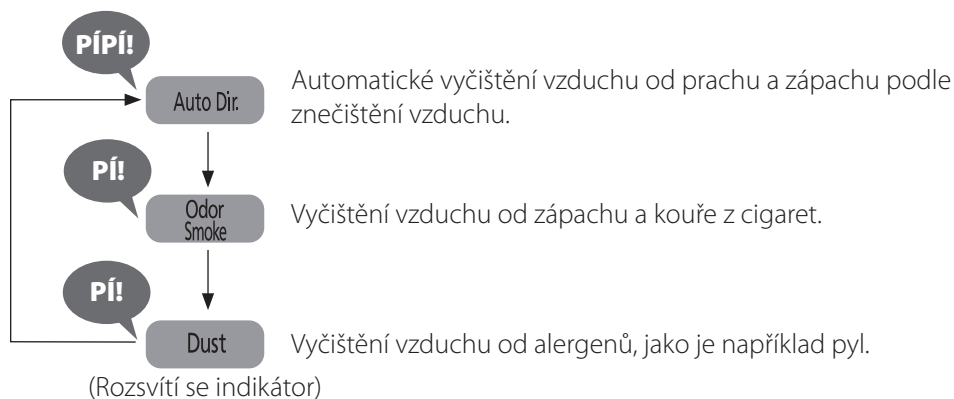 PÍPÍ!
Auto Dir.
Automatické vyčištění vzduchu od prachu a zápachu podle
znečištění vzduchu.
PÍ!
Odor
Smoke
Vyčištění vzduchu od zápachu a kouře z cigaret.
PÍ!
Dust
Vyčištění vzduchu od alergenů, jako je například pyl.
(Rozsvítí se indikátor)